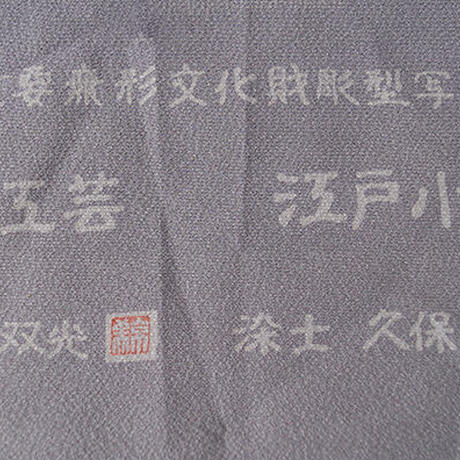 要無形文化財彫型写
工芸 江戸小
双光 染士 久保